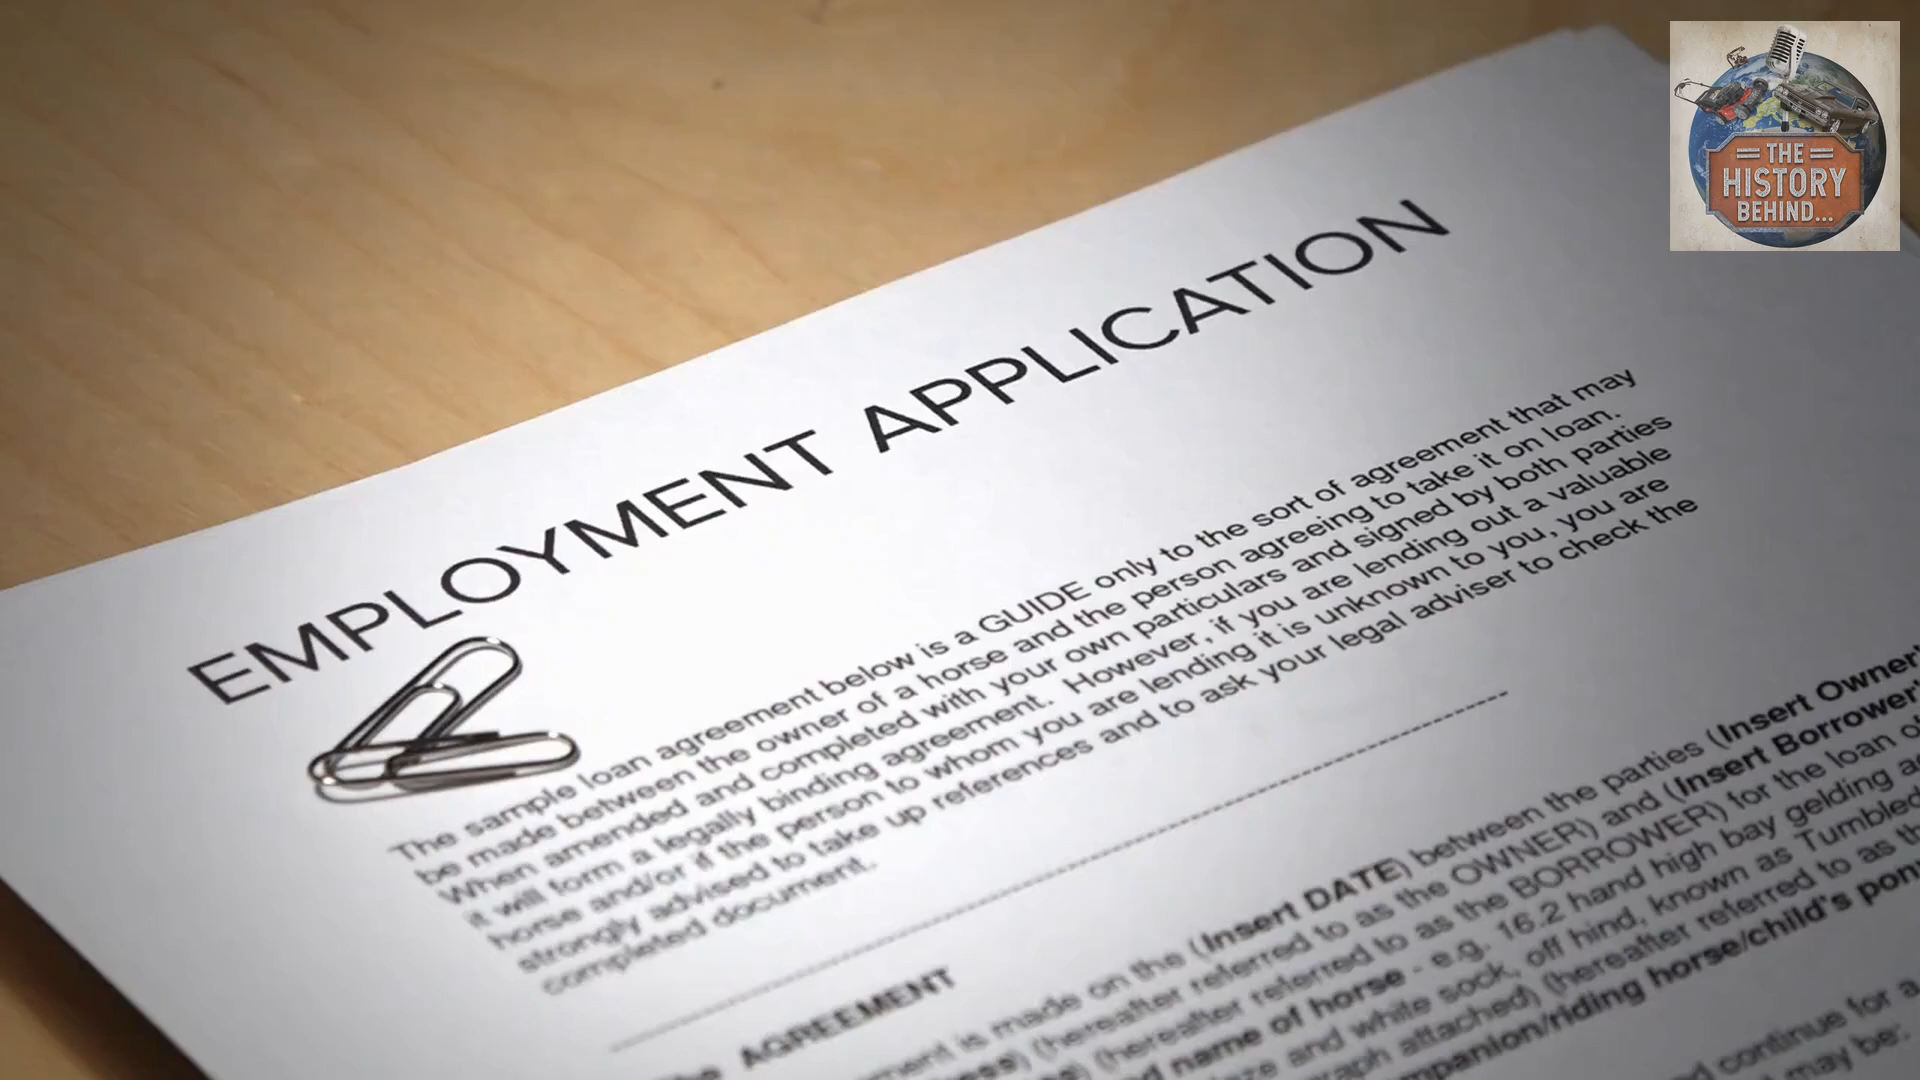 THE
HISTORY
BEHIND...
EMPLOYMENT APPLICATION
The sample loan agreement below is a GUIDE only to the sort of agreement that may
be made between the owner of a horse and the person agreeing to take it on loan.
When amended and completed with your own particulars and signed by both parties
it will form a legally binding agreement. However, if you are lending out a valuable
horse and/or if the person to whom you are lending it is unknown to you, you are
strongly advised to take up references and to ask your legal adviser to check the
completed document.
AGREEMENT
is made on the (Insert DATE) between the parties (Insert Owner's
(hereafter referred to as the OWNER) and (Insert Borrower's
(hereafter referred to as the BORROWER) for the loan of
and name of horse - e.g. 16.2 hand high bay gelding
and white sock, off hind, known as Tumbled
attached) (hereafter referred to as
companion/riding horse/child's pony
and continue for a
may be: